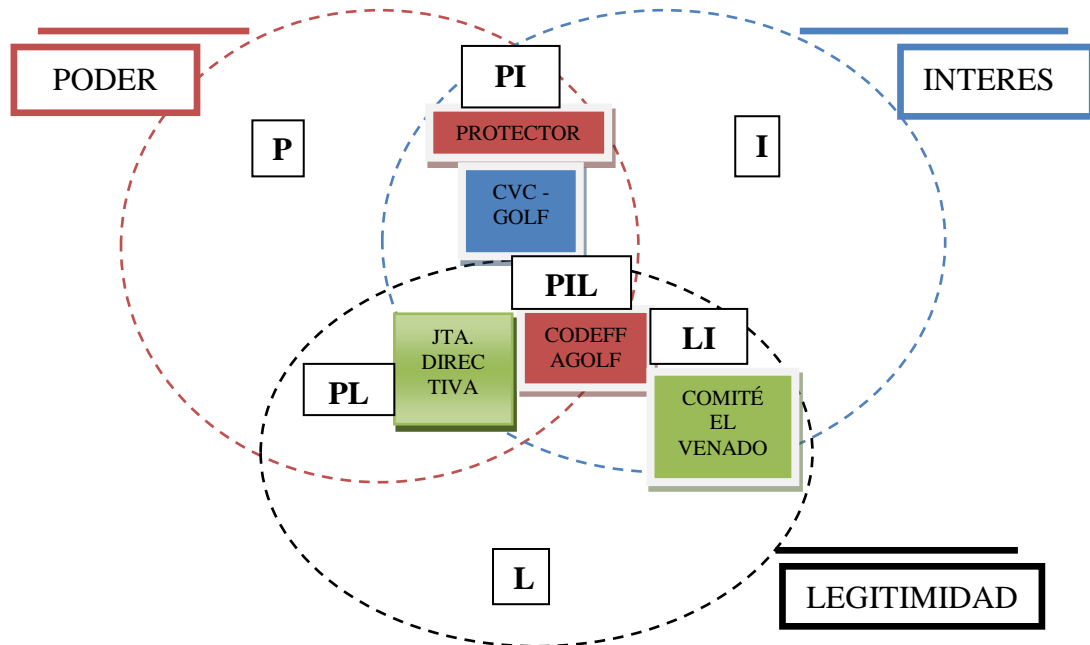 PODER
INTERES
PI
P
I
PROTECTOR
CVC -
GOLF
PIL
JTA.
DIREC
TIVA
CODEFF
AGOLF
LI
PL
COMITÉ
EL
VENADO
L
LEGITIMIDAD